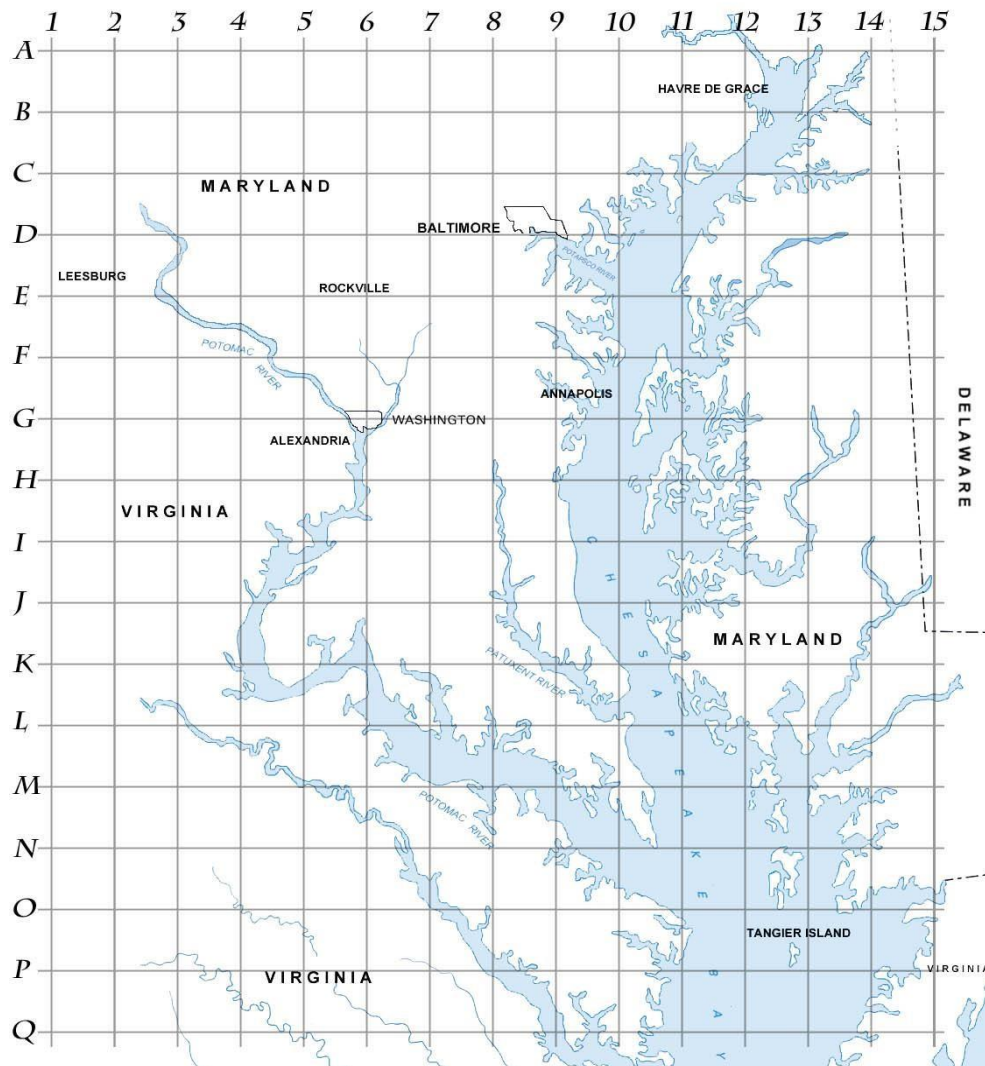 1 2 3 4 5 6 7 8 9 10 11 12 13 14 15
A
HAVRE DE GRACE
B
C
MARYLAND
BALTIMORE
D
POTAPSCO RIVER
LEESBURG
ROCKVILLE
E
F
POTOMAC
RIVER
ANNAPOLIS
DELAWARE
G
WASHINGTON
ALEXANDRIA
H
VIRGINIA
I
CHESAPEAKE BAY
J
MARYLAND
K
PATUXENT RIVER
L
M
POTOMAC
RIVER
N
O
TANGIER ISLAND
P
VIRGINIA
VIRGINIA
Q